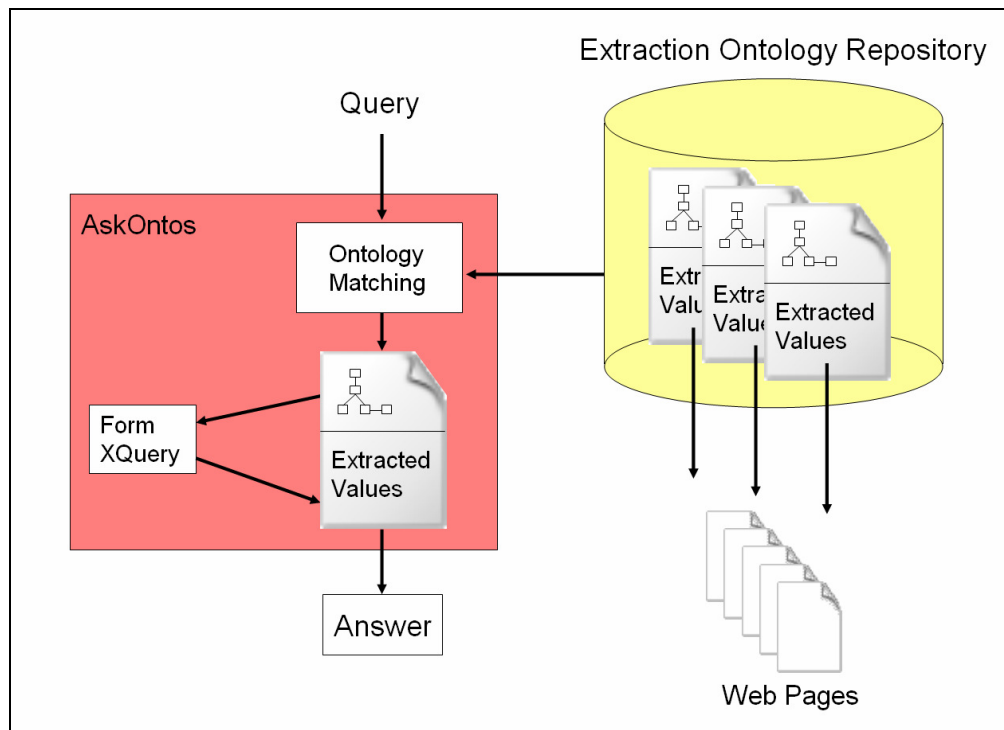 Extraction Ontology Repository
Query
AskOntos
Ontology
Matching
Extr
Valu
Extra
Value
Extracted
Values
Form
XQuery
Extracted
Values
Answer
Web Pages